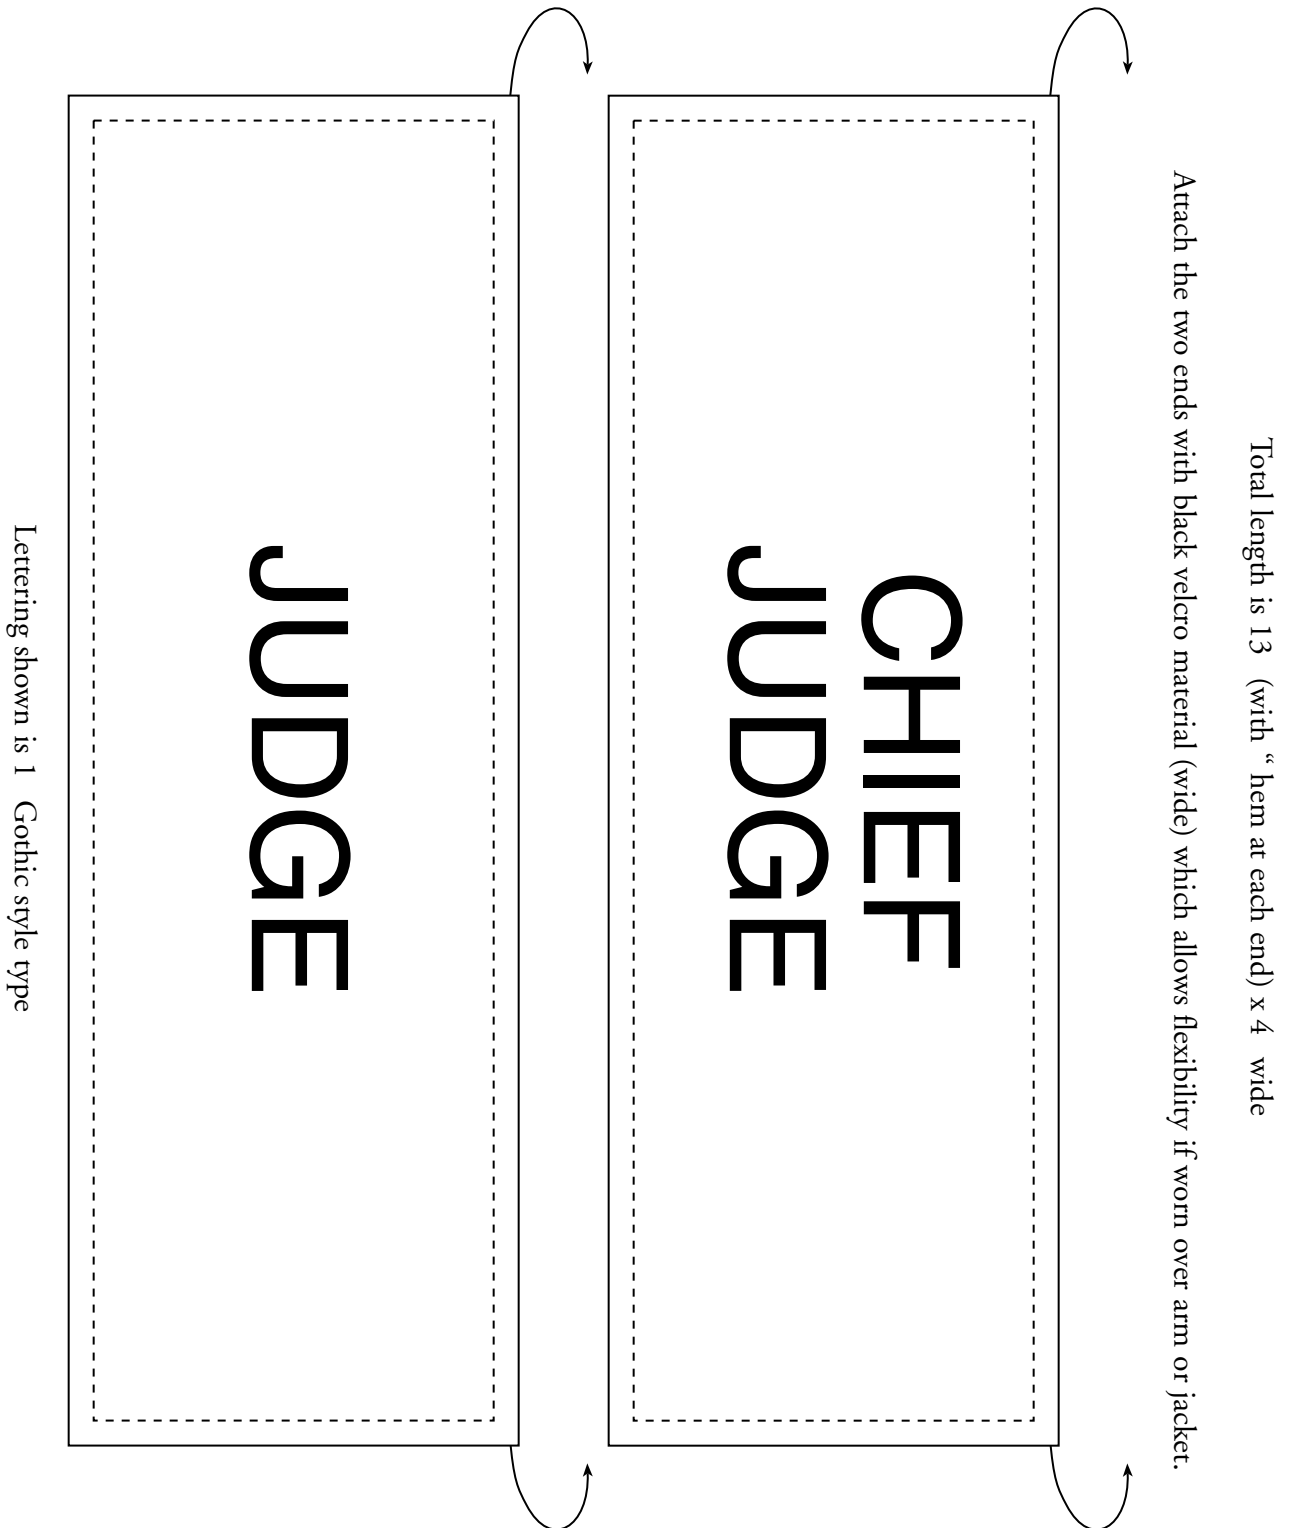 Total length is 13 (with “ hem at each end) x 4 wide
Attach the two ends with black velcro material (wide) which allows flexibility if worn over arm or jacket.
CHIEF
JUDGE
JUDGE
Lettering shown is 1 Gothic style type